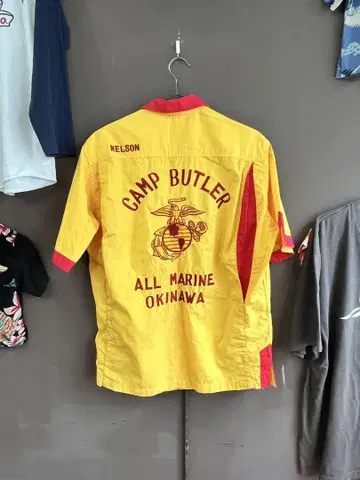 NELSON
CAMP BUTLER
ALL MARINE
OKINAWA